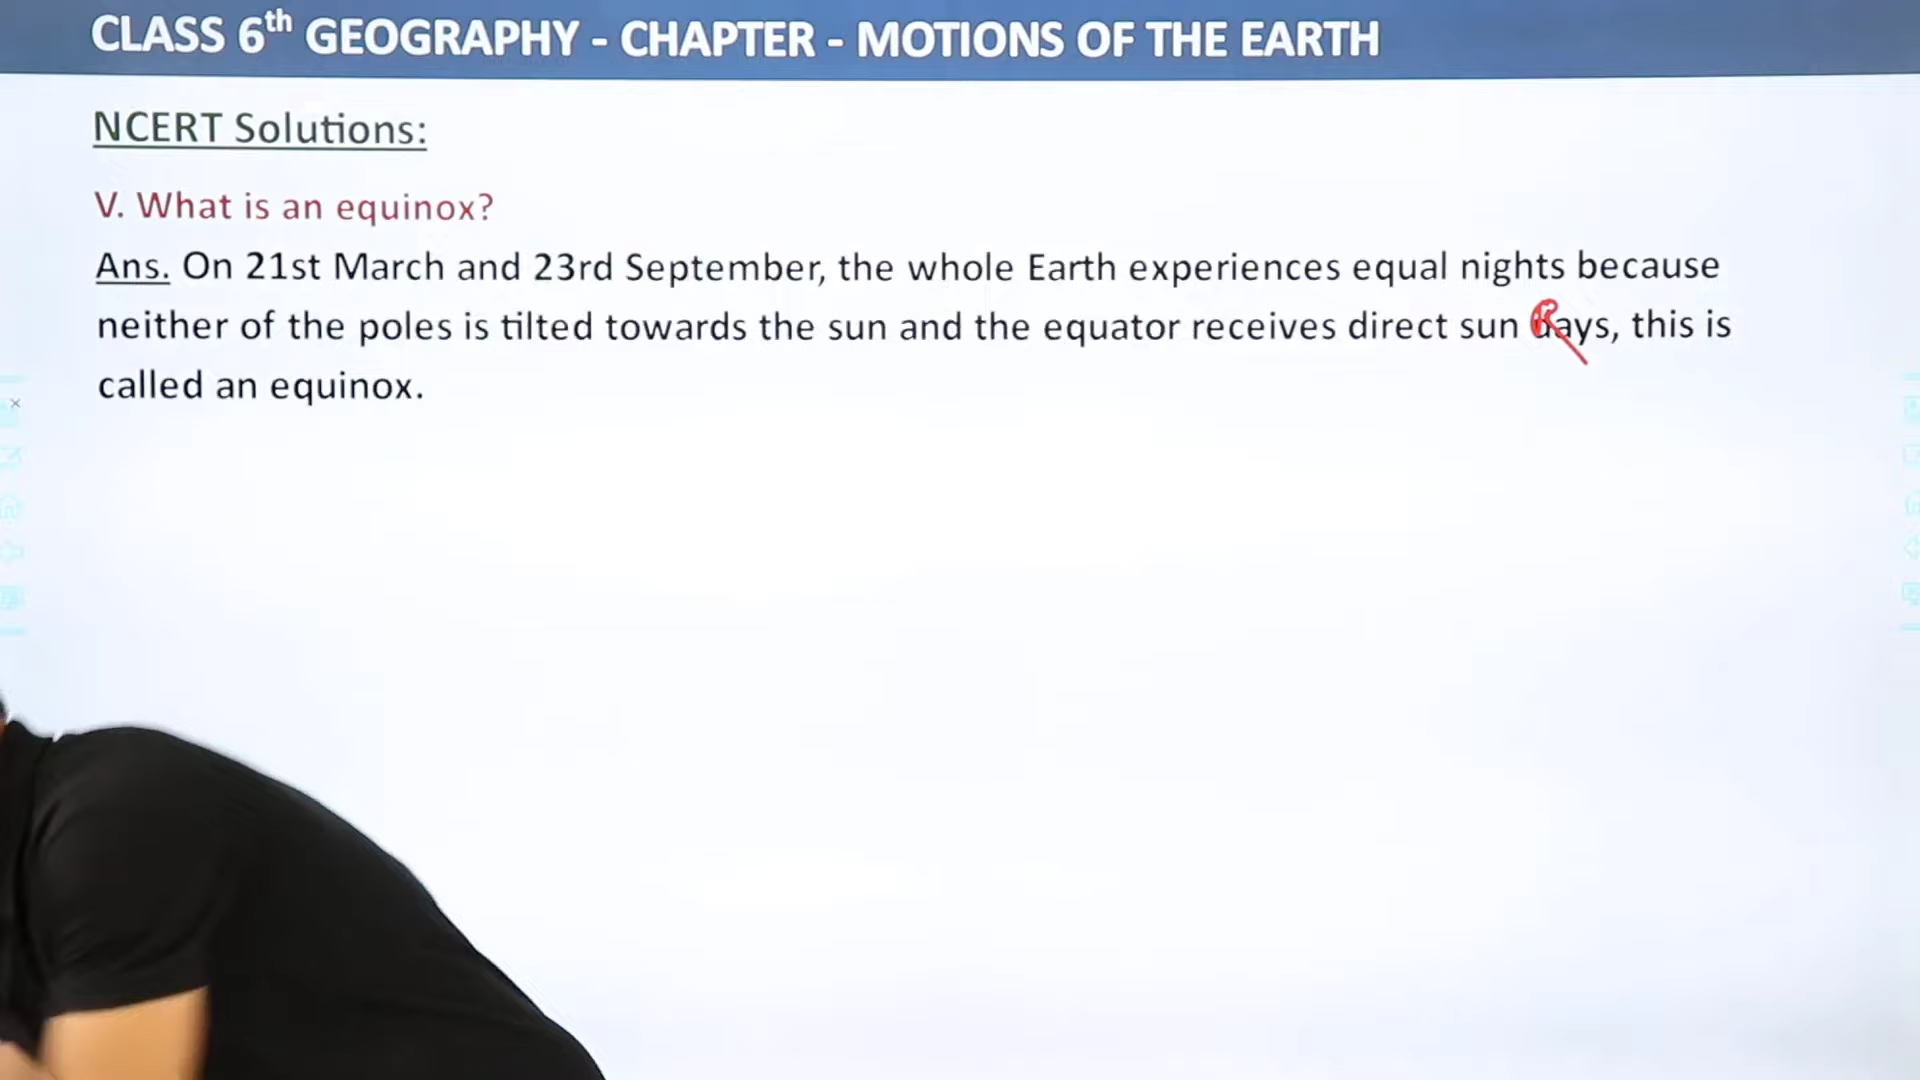 CLASS 6th GEOGRAPHY - CHAPTER - MOTIONS OF THE EARTH
NCERT Solutions:
V. What is an equinox?
Ans. On 21st March and 23rd September, the whole Earth experiences equal nights because
neither of the poles is tilted towards the sun and the equator receives direct sun days, this is
called an equinox.